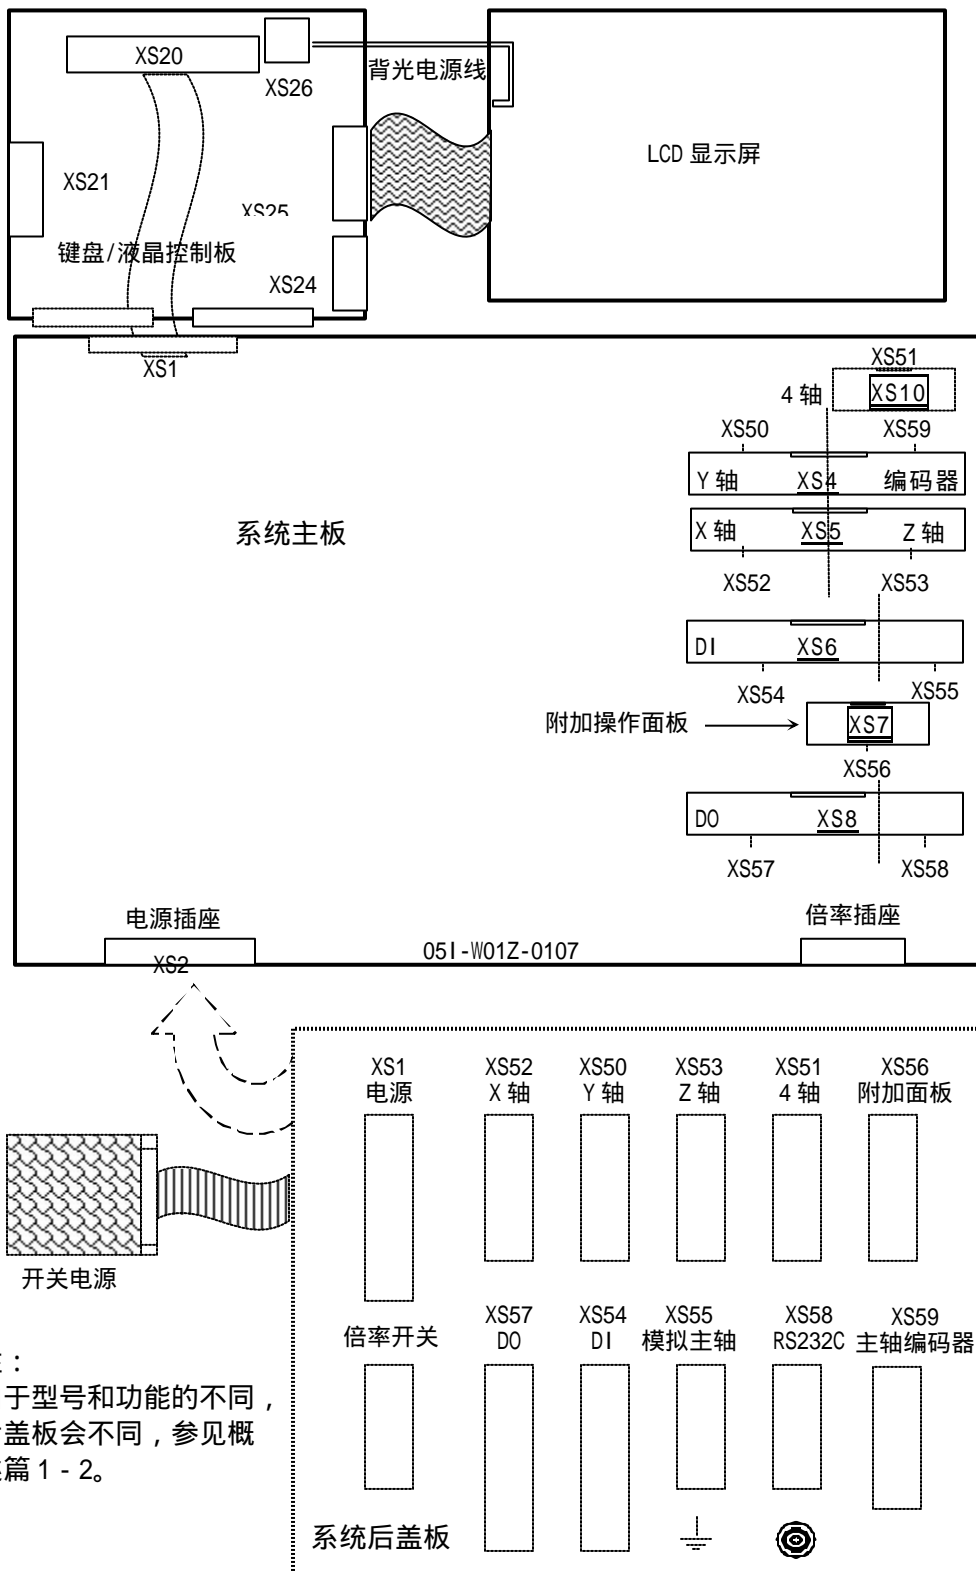 XS20
XS26
背光电源线
LCD 显示屏
XS21
XS25
键盘/液晶控制板
XS24
XS1
XS51
4 轴
XS10
XS50
XS59
Y 轴
XS4
编码器
系统主板
X 轴
XS5
Z 轴
XS52
XS53
DI
XS6
XS54
XS55
附加操作面板
XS7
XS56
DO
XS8
XS57
XS58
电源插座
倍率插座
XS2
05I-W01Z-0107
XS1
电源
XS52
X 轴
XS50
Y 轴
XS53
Z 轴
XS51
4 轴
XS56
附加面板
开关电源
倍率开关
XS57
DO
XS54
DI
XS55
模拟主轴
XS58
RS232C
XS59
主轴编码器
：
于型号和功能的不同，
盖板会不同，参见概
篇 1 - 2。
系统后盖板